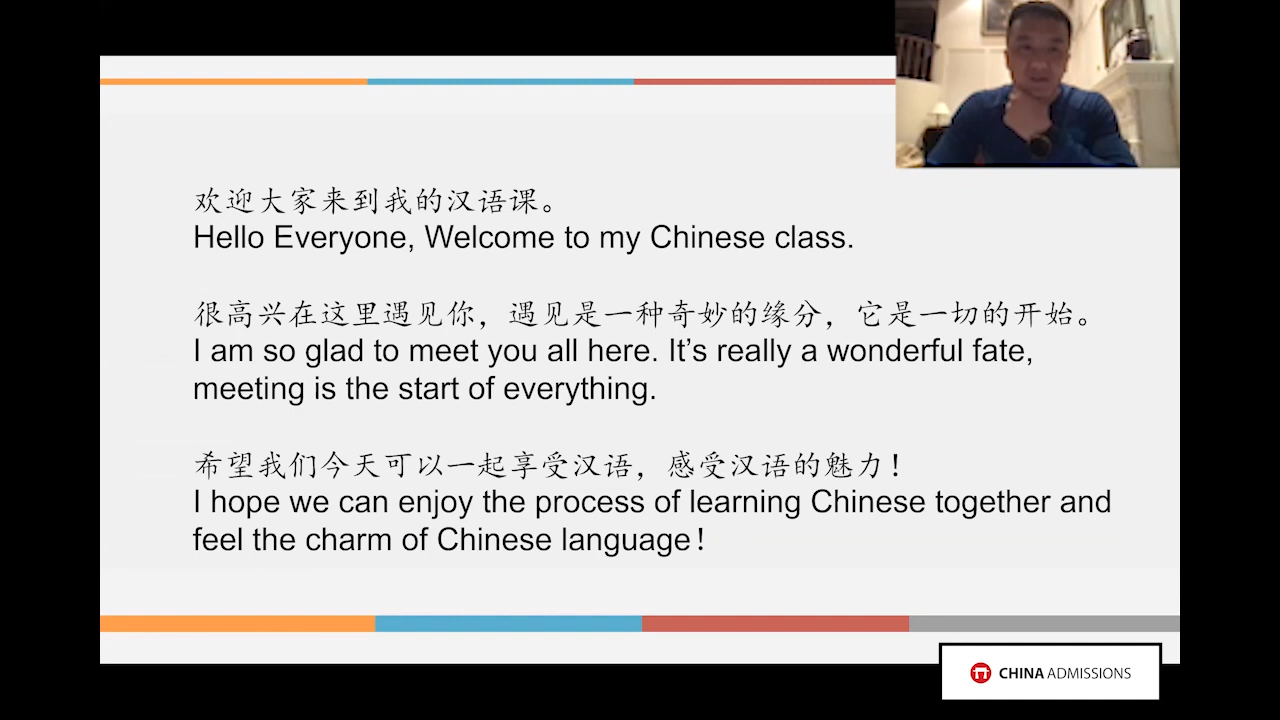 欢迎大家来到我的汉语课。
Hello Everyone, Welcome to my Chinese class.
很高兴在这里遇见你，遇见是一种奇妙的缘分，它是一切的开始。
I am so glad to meet you all here. It’s really a wonderful fate,
meeting is the start of everything.
希望我们今天可以一起享受汉语，感受汉语的魅力！
I hope we can enjoy the process of learning Chinese together and
feel the charm of Chinese language！
CHINA ADMISSIONS